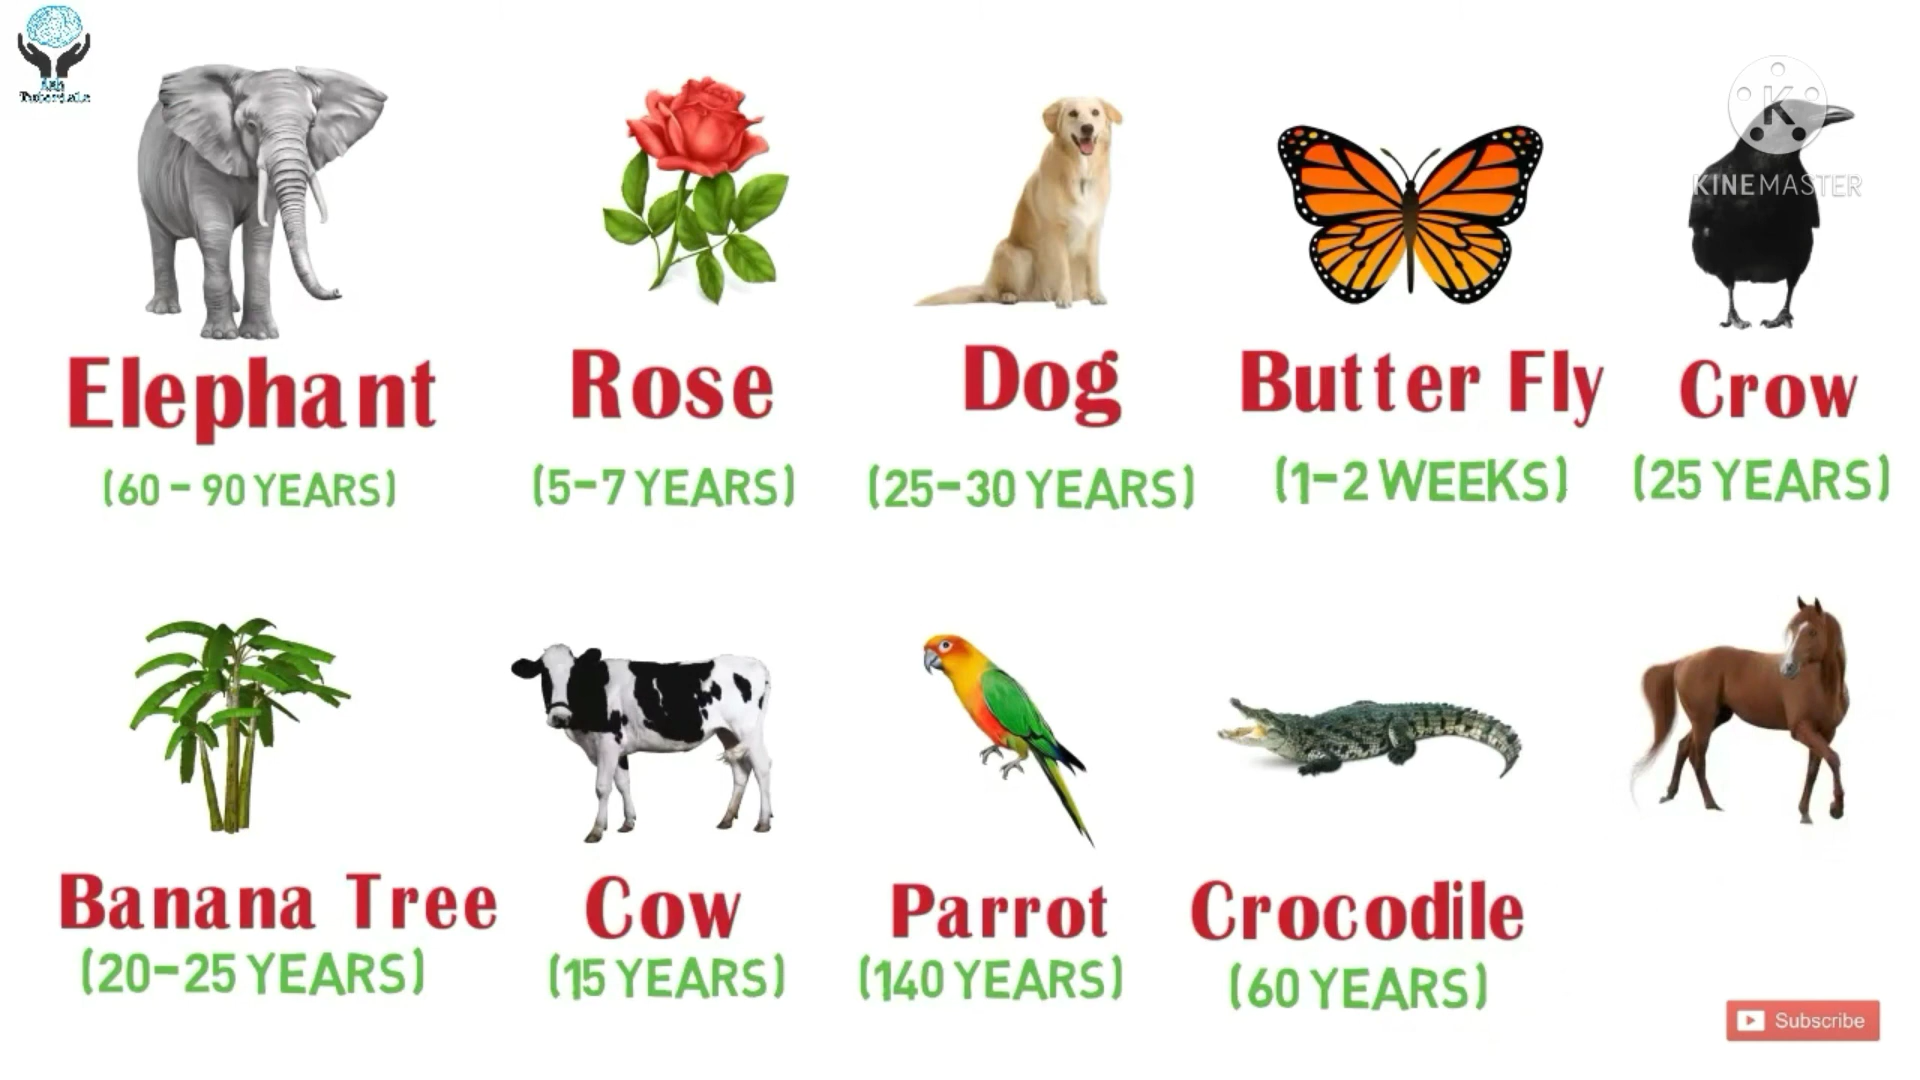 KINEMASTER
Elephant
Rose
Dog
Butter Fly
Crow
(60 - 90 YEARS)
(5-7 YEARS)
(25-30 YEARS)
(1-2 WEEKS)
(25 YEARS)
Banana Tree
Cow
Parrot
Crocodile
(20-25 YEARS)
(15 YEARS)
(140 YEARS)
(60 YEARS)
Subscribe